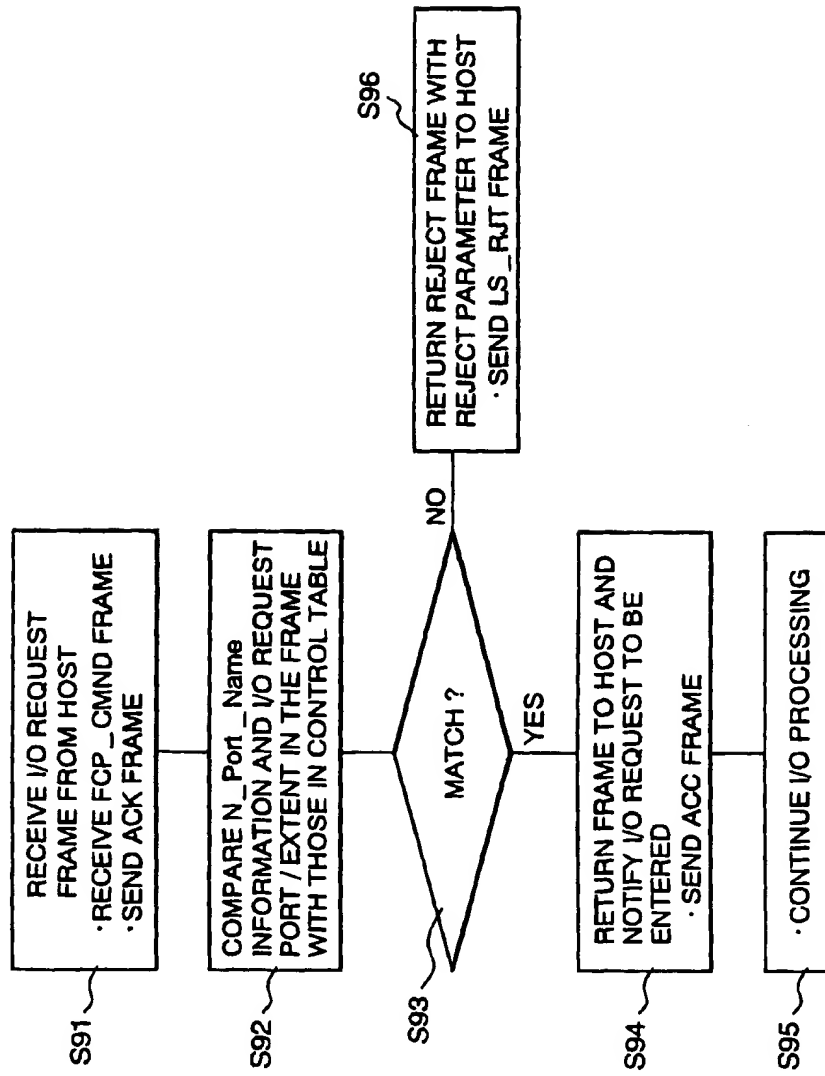 S91
RECEIVE I/O REQUEST
FRAME FROM HOST
·RECEIVE FCP_CMND FRAME
·SEND ACK FRAME
S92
COMPARE N_Port_Name
INFORMATION AND I/O REQUEST
PORT / EXTENT IN THE FRAME
WITH THOSE IN CONTROL TABLE
S93
MATCH ?
NO
YES
S96
RETURN REJECT FRAME WITH
REJECT PARAMETER TO HOST
·SEND LS_RJT FRAME
S94
RETURN FRAME TO HOST AND
NOTIFY I/O REQUEST TO BE
ENTERED
·SEND ACC FRAME
S95
·CONTINUE I/O PROCESSING